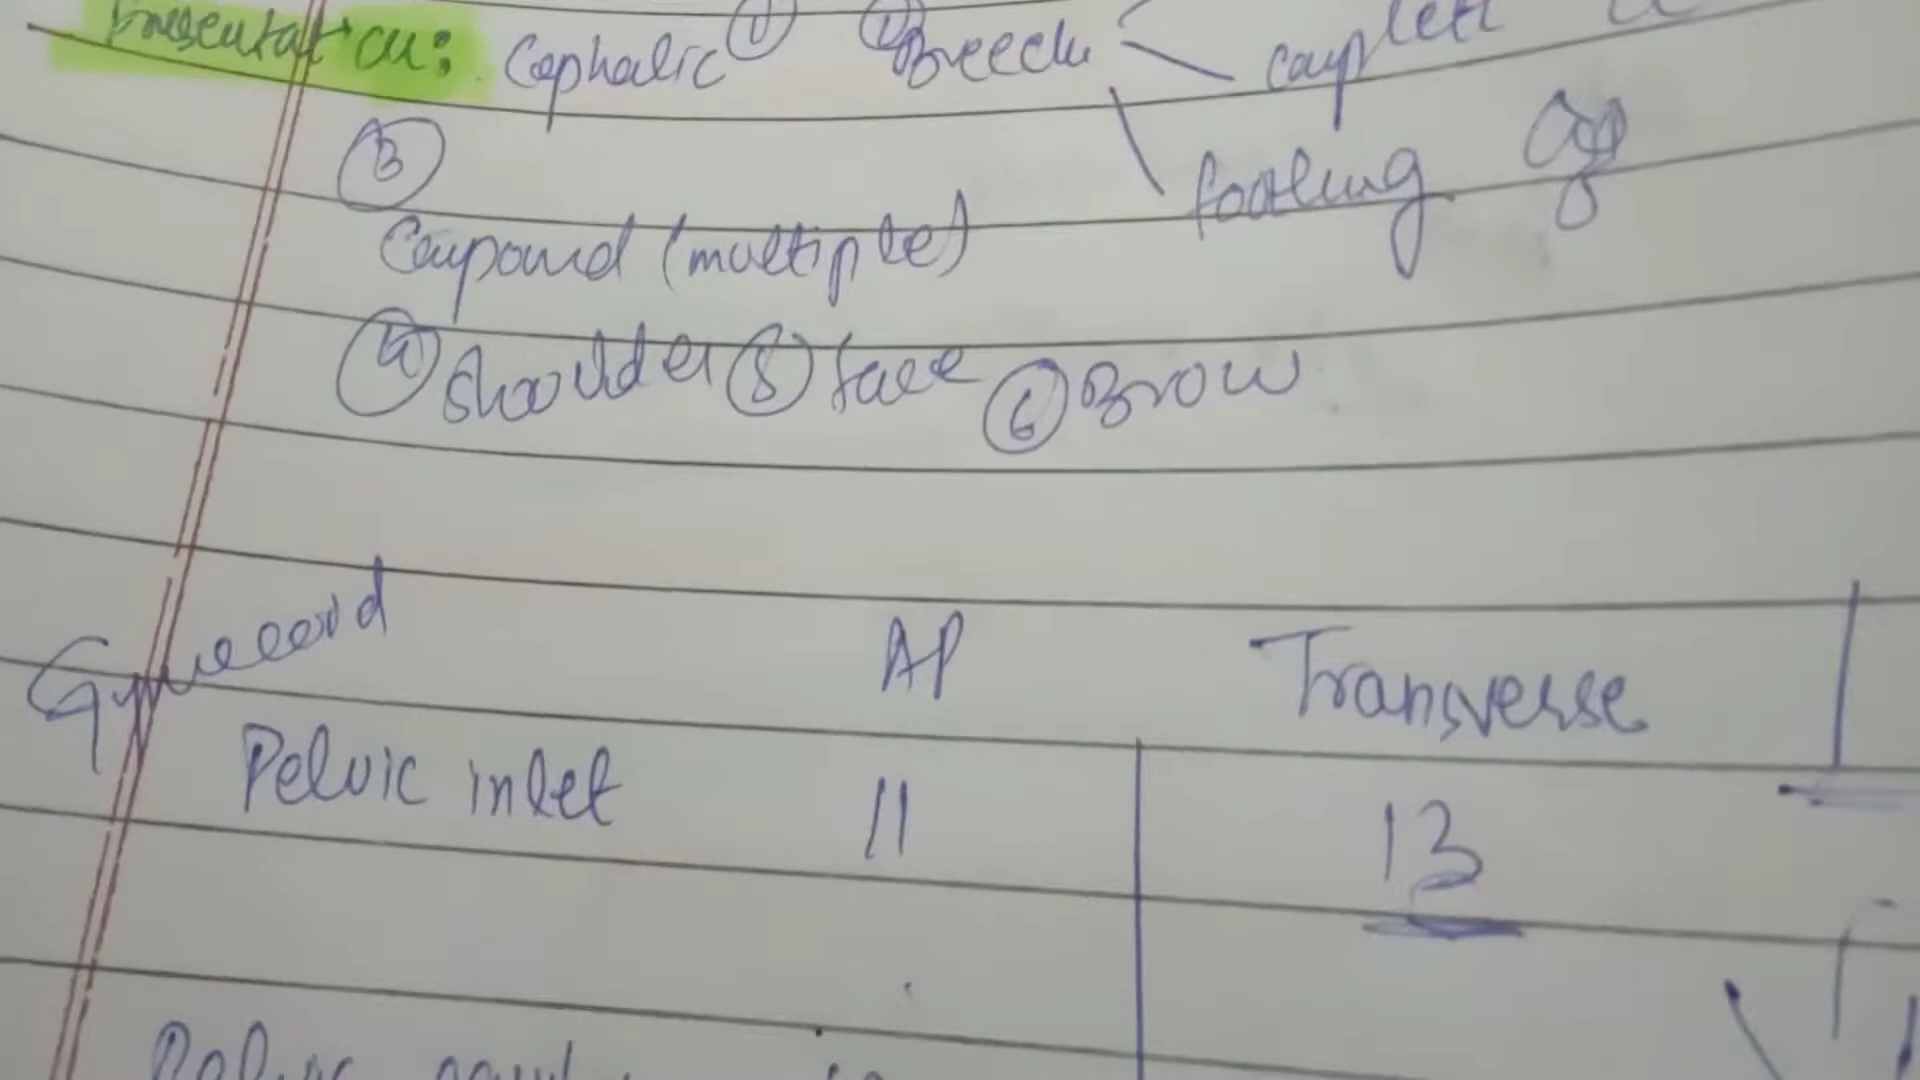 Presentation: Cephalic ① ② Breech complete
footling
③
Compound (multiple)
④ shoulder ⑤ face ⑥ Brow
Gynecoid AP Transverse
Pelvic inlet 11 13
Pelvic